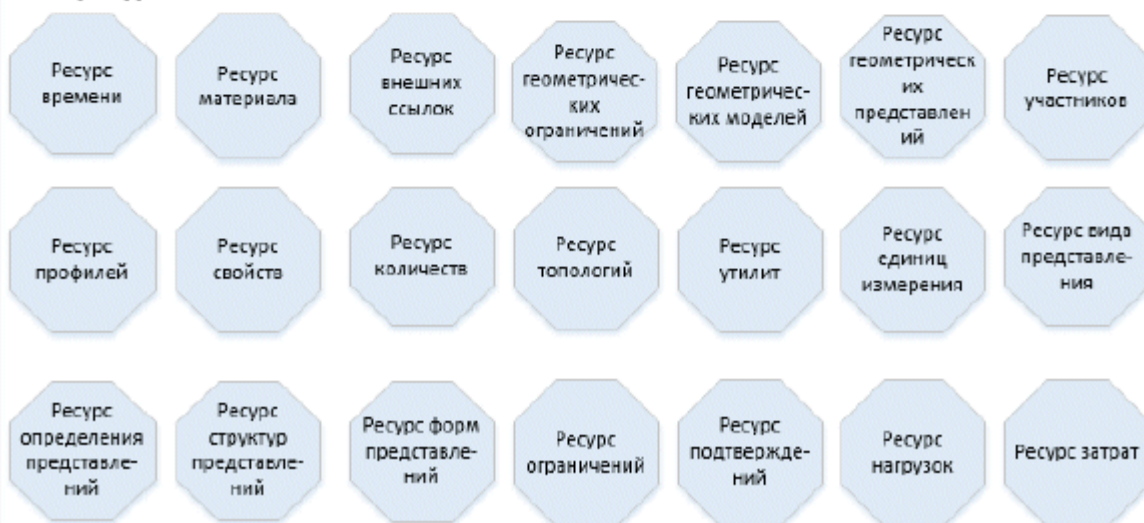 Ресурс
времени
Ресурс
материала
Ресурс
внешних
ссылок
Ресурс
геометричес-
ких
ограничений
Ресурс
геометричес-
ких моделей
Ресурс
геометрическ
их
представлен
ий
Ресурс
участников
Ресурс
профилей
Ресурс
свойств
Ресурс
количеств
Ресурс
топологий
Ресурс
утилит
Ресурс
единиц
измерения
Ресурс вида
представле-
ния
Ресурс
определения
представле-
ний
Ресурс
структур
представле-
ний
Ресурс форм
представле-
ний
Ресурс
ограничений
Ресурс
подтвержде-
ний
Ресурс
нагрузок
Ресурс затрат